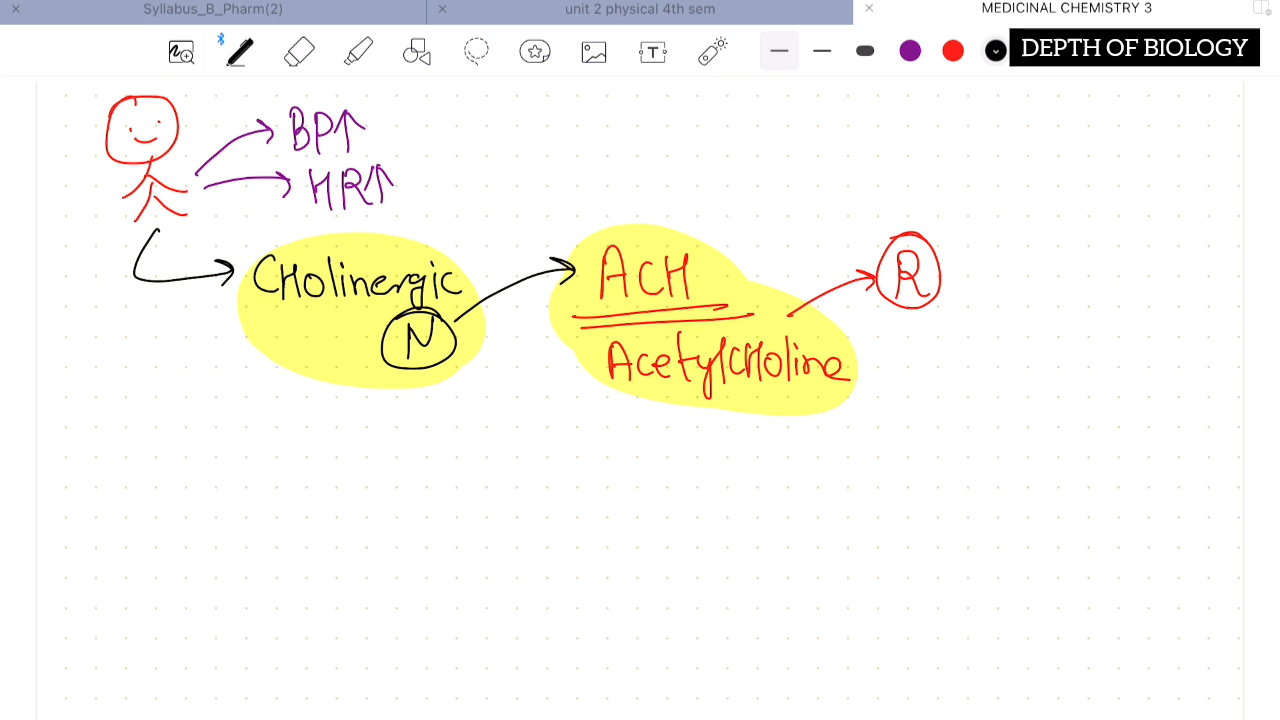 Syllabus_B_Pharm(2)
unit 2 physical 4th sem
MEDICINAL CHEMISTRY 3
T
DEPTH OF BIOLOGY
BP↑
HR↑
CHolinergic
N
ACH
AcetylCHoline
R